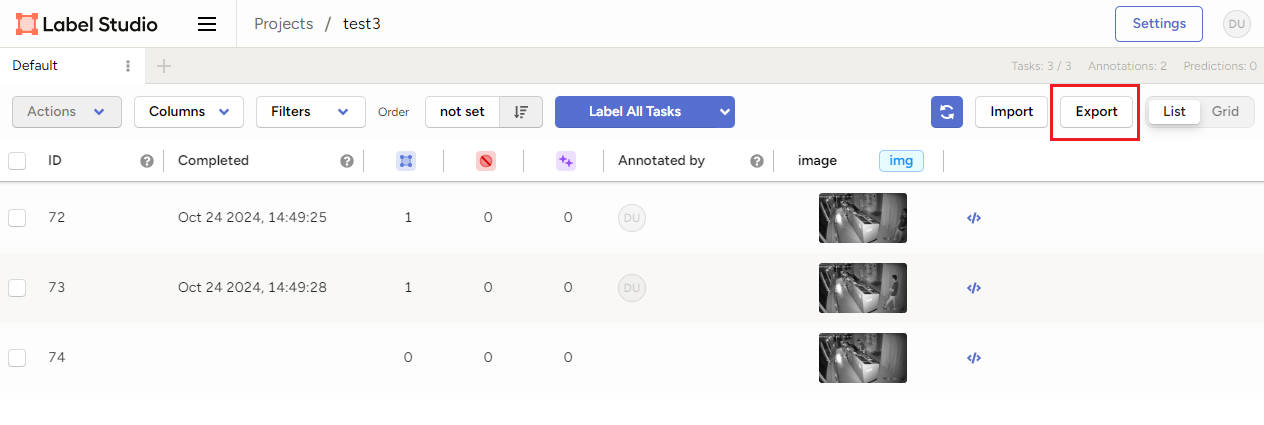 Label Studio Projects / test3 Settings DU
Default Tasks: 3 / 3 Annotations: 2 Predictions: 0
Actions Columns Filters Order not set Label All Tasks Import Export List Grid
ID Completed Annotated by image img
72 Oct 24 2024, 14:49:25 1 0 0 DU </>
73 Oct 24 2024, 14:49:28 1 0 0 DU </>
74 0 0 0 </>